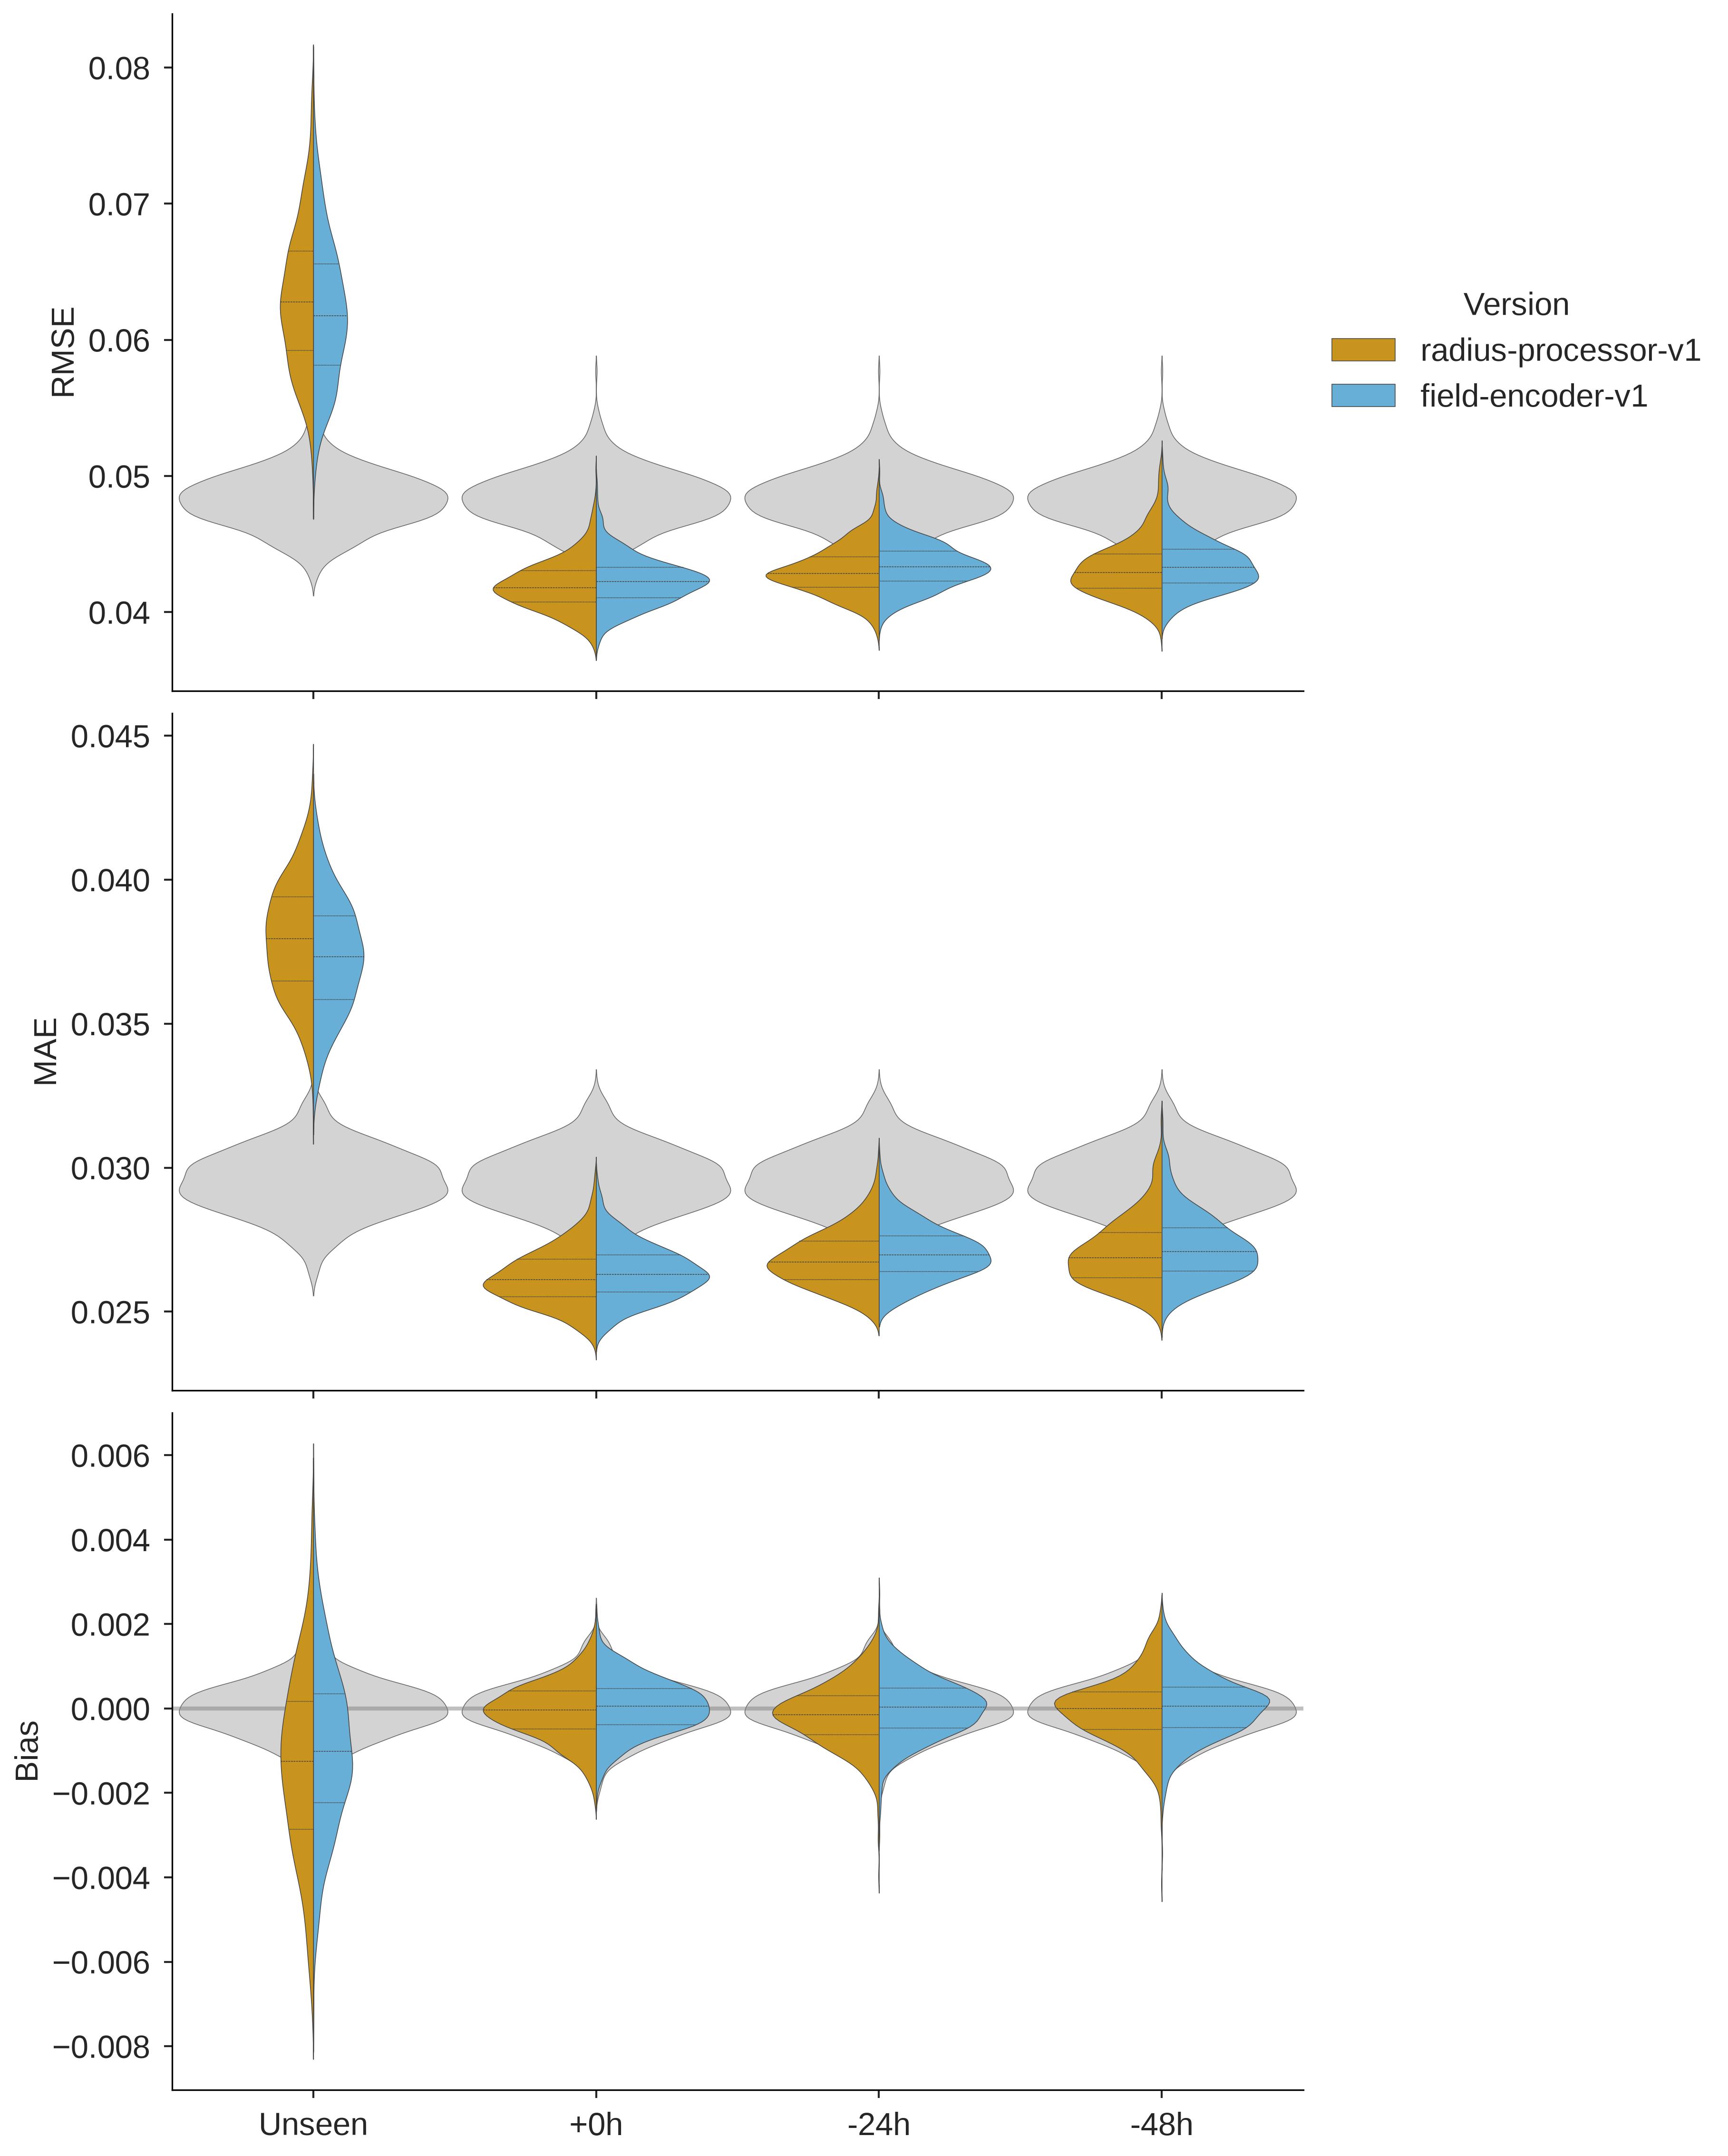 0.08
0.07
0.06
0.05
0.04
RMSE
Version
radius-processor-v1
field-encoder-v1
0.045
0.040
0.035
0.030
0.025
MAE
0.006
0.004
0.002
0.000
−0.002
−0.004
−0.006
−0.008
Bias
Unseen
+0h
-24h
-48h